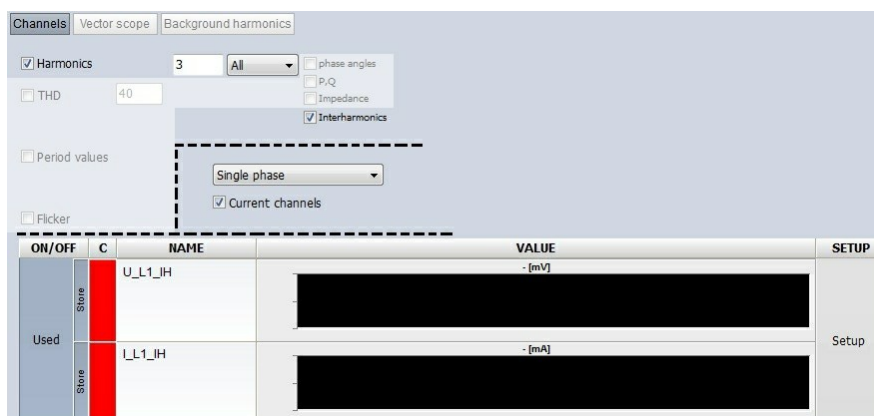 Channels Vector scope Background harmonics
Harmonics 3 All phase angles
P,Q
THD 40 Impedance
Interharmonics
Period values
Single phase
Current channels
Flicker
ON/OFF C NAME VALUE SETUP
Used Store U_L1_IH - [mV] Setup
Store I_L1_IH - [mA]